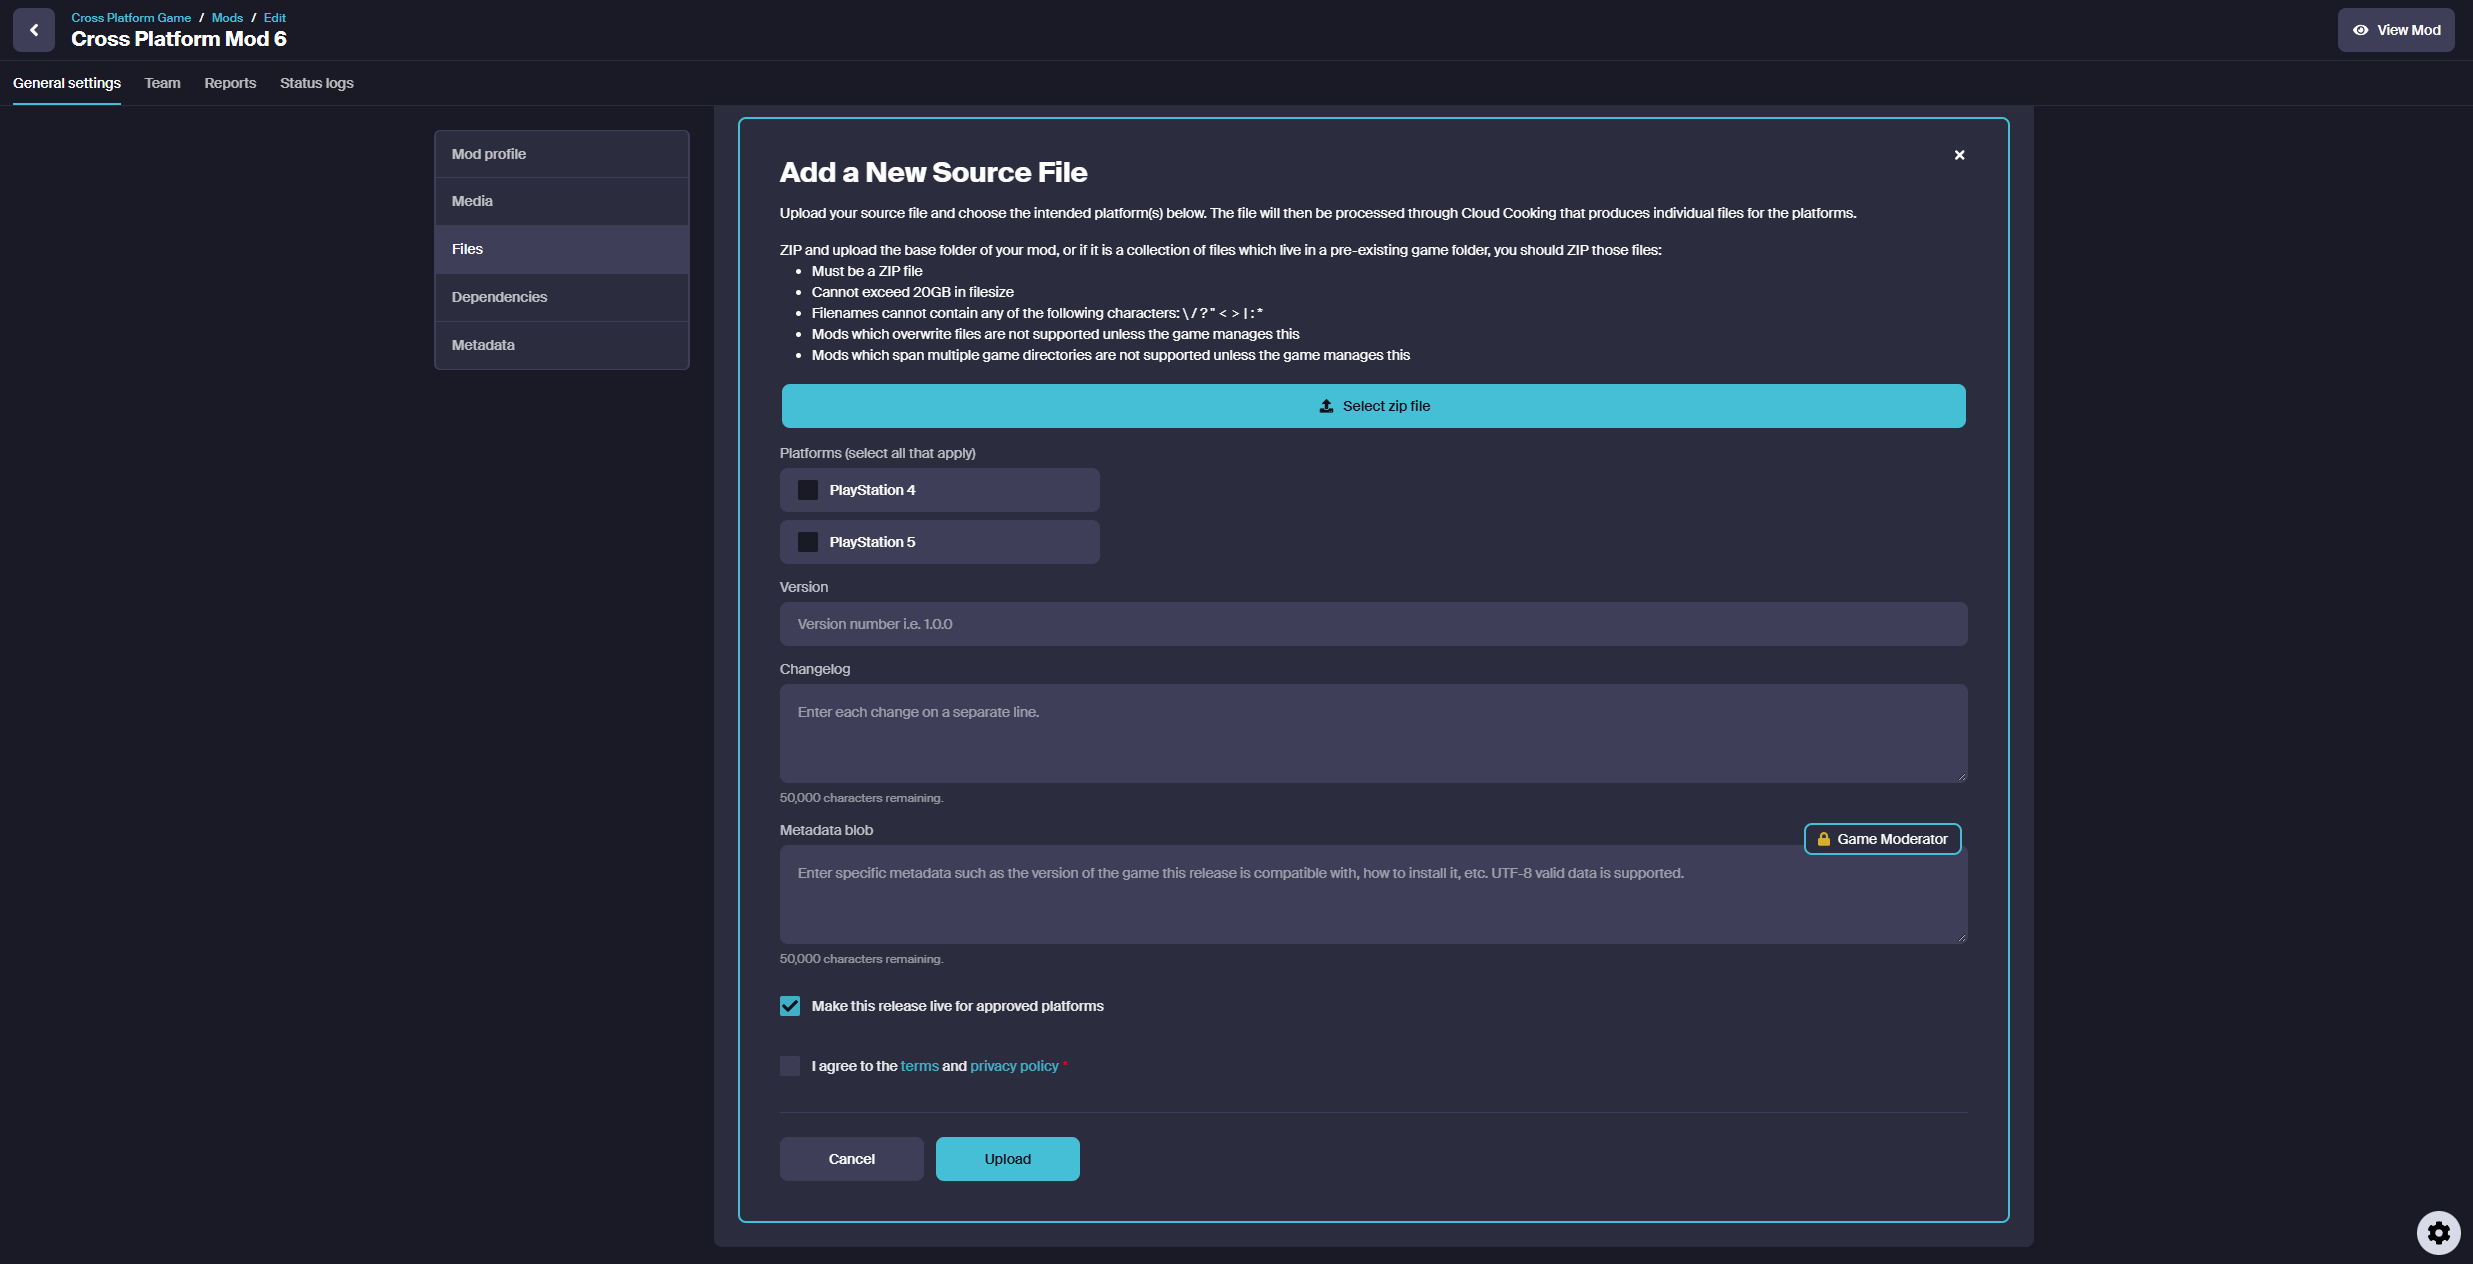 Cross Platform Game / Mods / Edit
Cross Platform Mod 6
View Mod
General settings
Team
Reports
Status logs
Mod profile
Media
Files
Dependencies
Metadata
Add a New Source File
Upload your source file and choose the intended platform(s) below. The file will then be processed through Cloud Cooking that produces individual files for the platforms.
ZIP and upload the base folder of your mod, or if it is a collection of files which live in a pre-existing game folder, you should ZIP those files:
• Must be a ZIP file
• Cannot exceed 20GB in filesize
• Filenames cannot contain any of the following characters: \ / ? " < > | : *
• Mods which overwrite files are not supported unless the game manages this
• Mods which span multiple game directories are not supported unless the game manages this
Select zip file
Platforms (select all that apply)
PlayStation 4
PlayStation 5
Version
Version number i.e. 1.0.0
Changelog
Enter each change on a separate line.
50,000 characters remaining.
Metadata blob
Game Moderator
Enter specific metadata such as the version of the game this release is compatible with, how to install it, etc. UTF-8 valid data is supported.
50,000 characters remaining.
Make this release live for approved platforms
I agree to the terms and privacy policy *
Cancel
Upload